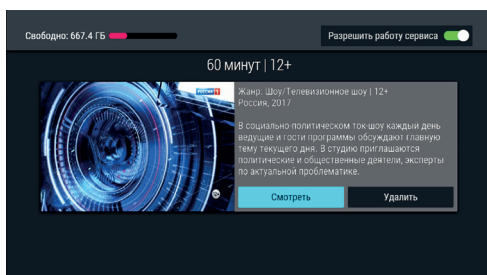 Свободно: 667.4 ГБ
Разрешить работу сервиса
60 минут | 12+
РОССИЯ 1
Жанр: Шоу/Телевизионное шоу | 12+
Россия, 2017
В социально-политическом ток-шоу каждый день
ведущие и гости программы обсуждают главную
тему текущего дня. В студию приглашаются
политические и общественные деятели, эксперты
по актуальной проблематике.
Смотреть
Удалить